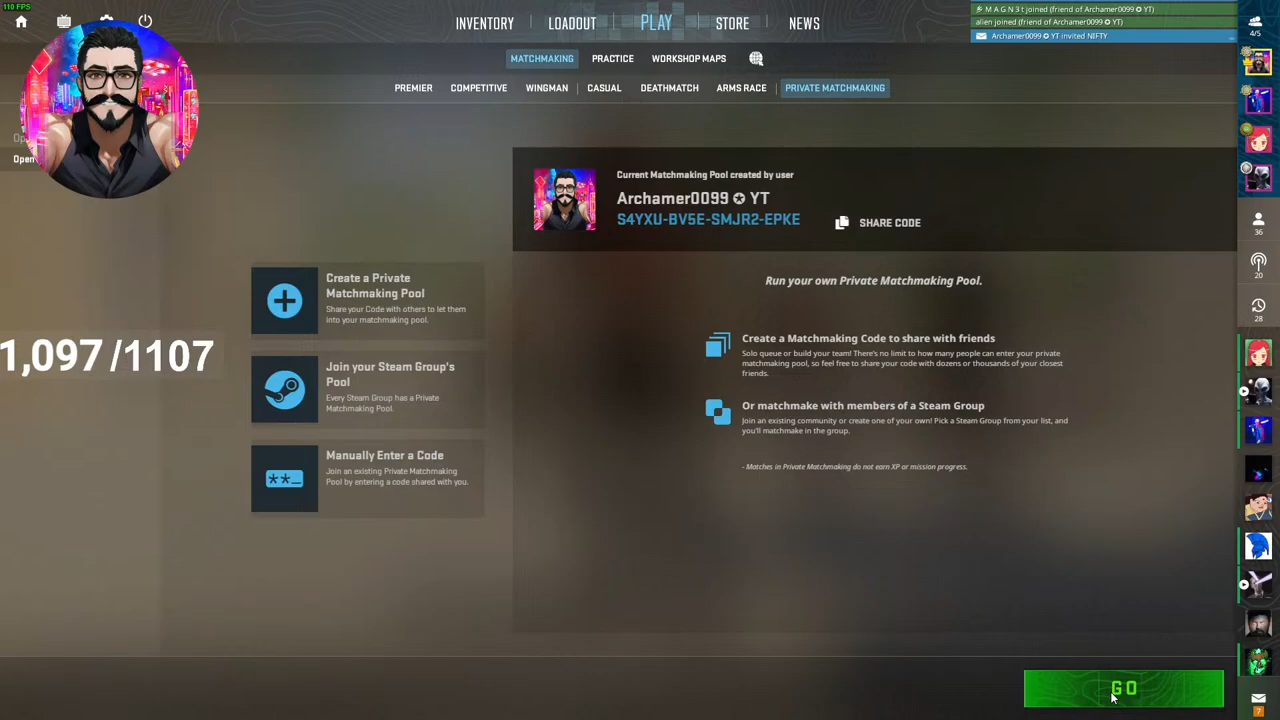 110 FPS
INVENTORY
LOADOUT
PLAY
STORE
NEWS
M A G N 3 t joined (friend of Archamer0099 ✪ YT)
alien joined (friend of Archamer0099 ✪ YT)
Archamer0099 ✪ YT invited NIFTY
4/5
MATCHMAKING
PRACTICE
WORKSHOP MAPS
PREMIER
COMPETITIVE
WINGMAN
CASUAL
DEATHMATCH
ARMS RACE
PRIVATE MATCHMAKING
Open
Current Matchmaking Pool created by user
Archamer0099 ✪ YT
S4YXU-BV5E-SMJR2-EPKE
SHARE CODE
36
20
28
Create a Private
Matchmaking Pool
Share your Code with others to let them
into your matchmaking pool.
Join your Steam Group's
Pool
Every Steam Group has a Private
Matchmaking Pool.
**_
Manually Enter a Code
Join an existing Private Matchmaking
Pool by entering a code shared with you.
1,097/1107
Run your own Private Matchmaking Pool.
Create a Matchmaking Code to share with friends
Solo queue or build your team! There's no limit to how many people can enter your private
matchmaking pool, so feel free to share your code with dozens or thousands of your closest
friends.
Or matchmake with members of a Steam Group
Join an existing community or create one of your own! Pick a Steam Group from your list, and
you'll matchmake in the group.
- Matches in Private Matchmaking do not earn XP or mission progress.
GO
7